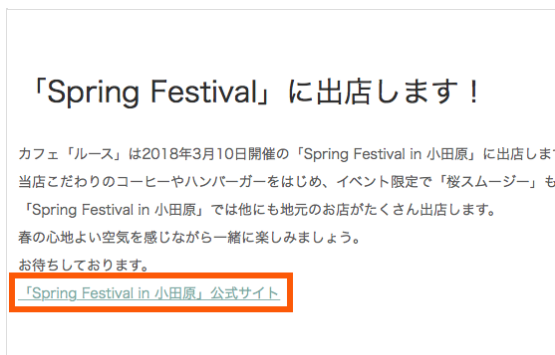 「Spring Festival」に出店します！
カフェ「ルース」は2018年3月10日開催の「Spring Festival in 小田原」に出店しま
当店こだわりのコーヒーやハンバーガーをはじめ、イベント限定で「桜スムージー」も
「Spring Festival in 小田原」では他にも地元のお店がたくさん出店します。
春の心地よい空気を感じながら一緒に楽しみましょう。
お待ちしております。
「Spring Festival in 小田原」公式サイト